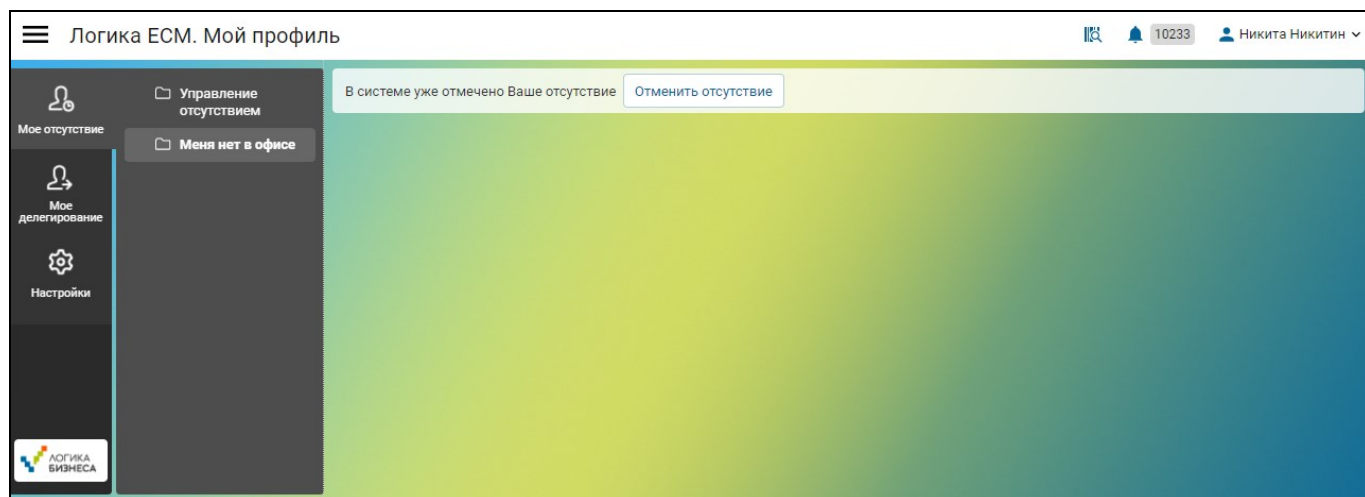 Логика ECM. Мой профиль
10233
Никита Никитин
Мое отсутствие
Мое
делегирование
Настройки
Управление
отсутствием
Меня нет в офисе
В системе уже отмечено Ваше отсутствие
Отменить отсутствие
ЛОГИКА
БИЗНЕСА